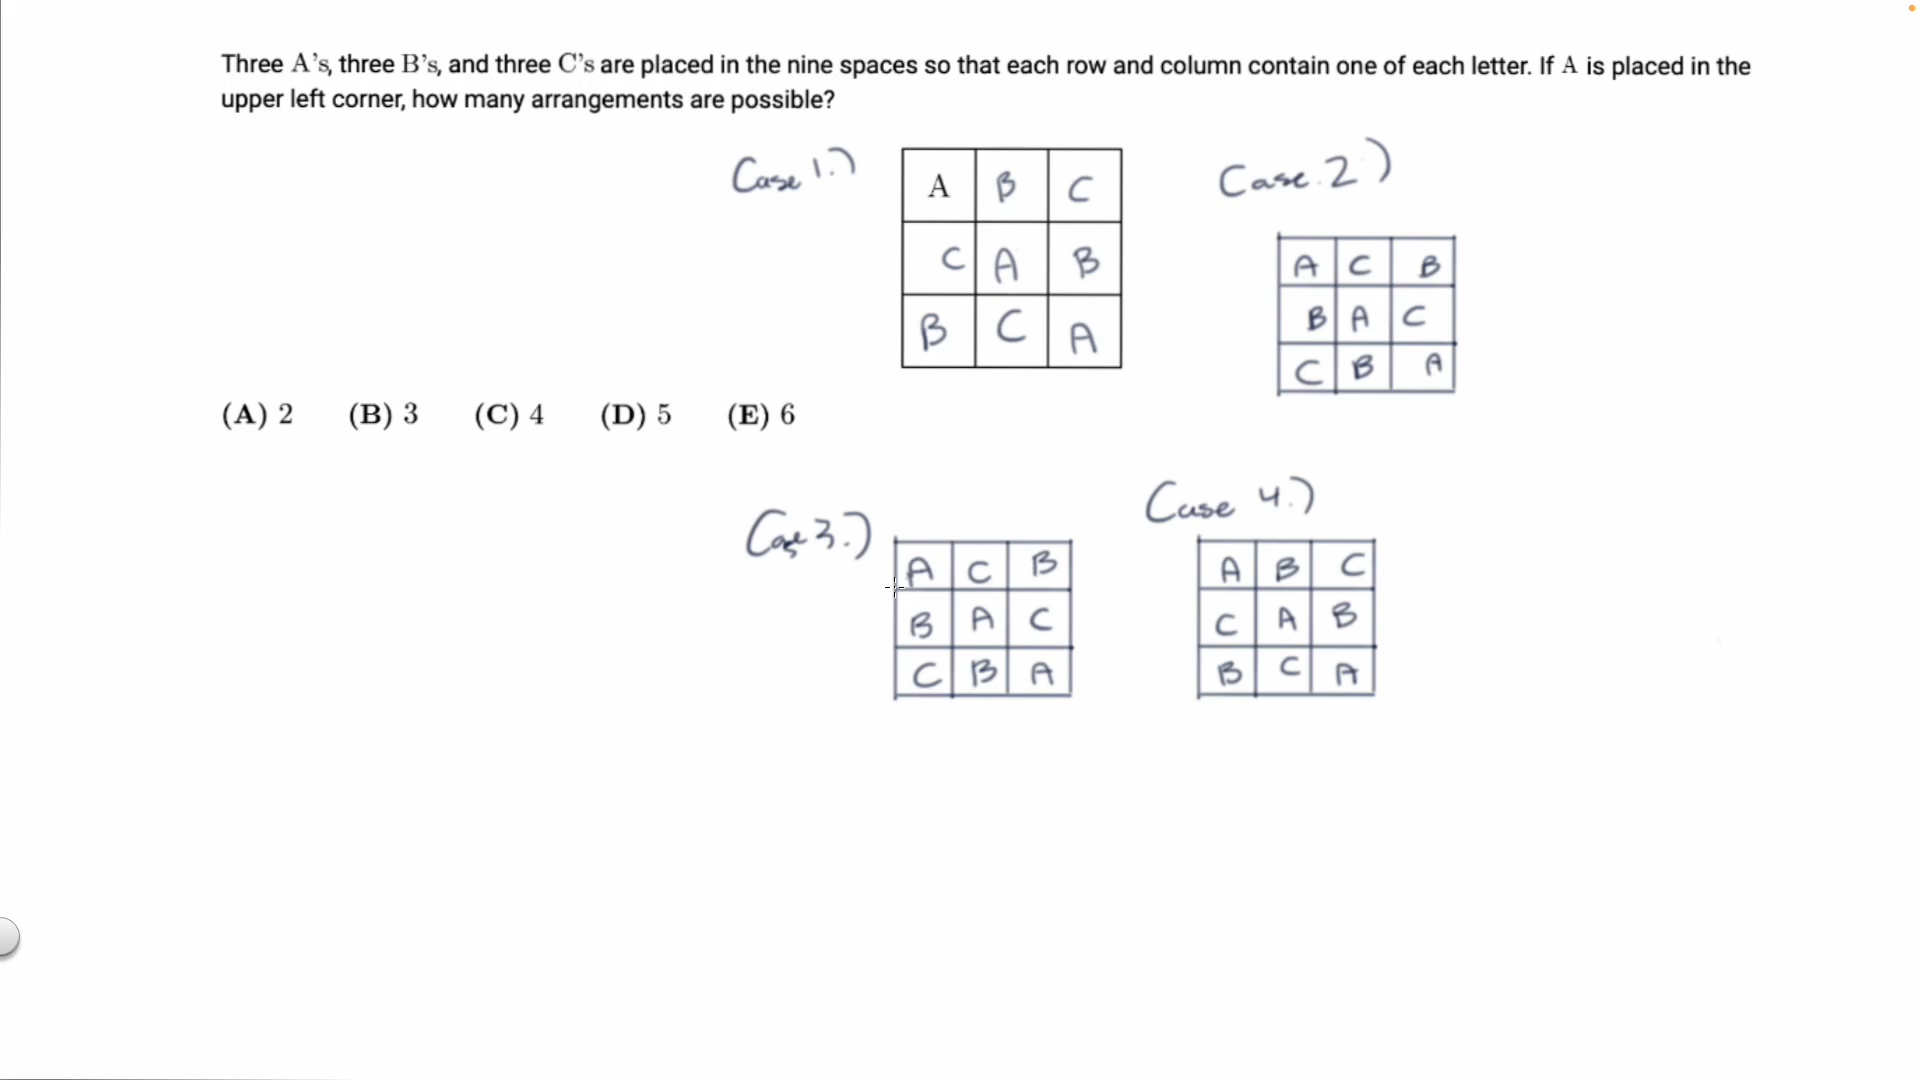 Three A's, three B's, and three C's are placed in the nine spaces so that each row and column contain one of each letter. If A is placed in the
upper left corner, how many arrangements are possible?
Case 1.)
A B C
C A B
B C A
Case 2)
A C B
B A C
C B A
(A) 2 (B) 3 (C) 4 (D) 5 (E) 6
Case 3.)
A C B
B A C
C B A
Case 4.)
A B C
C A B
B C A